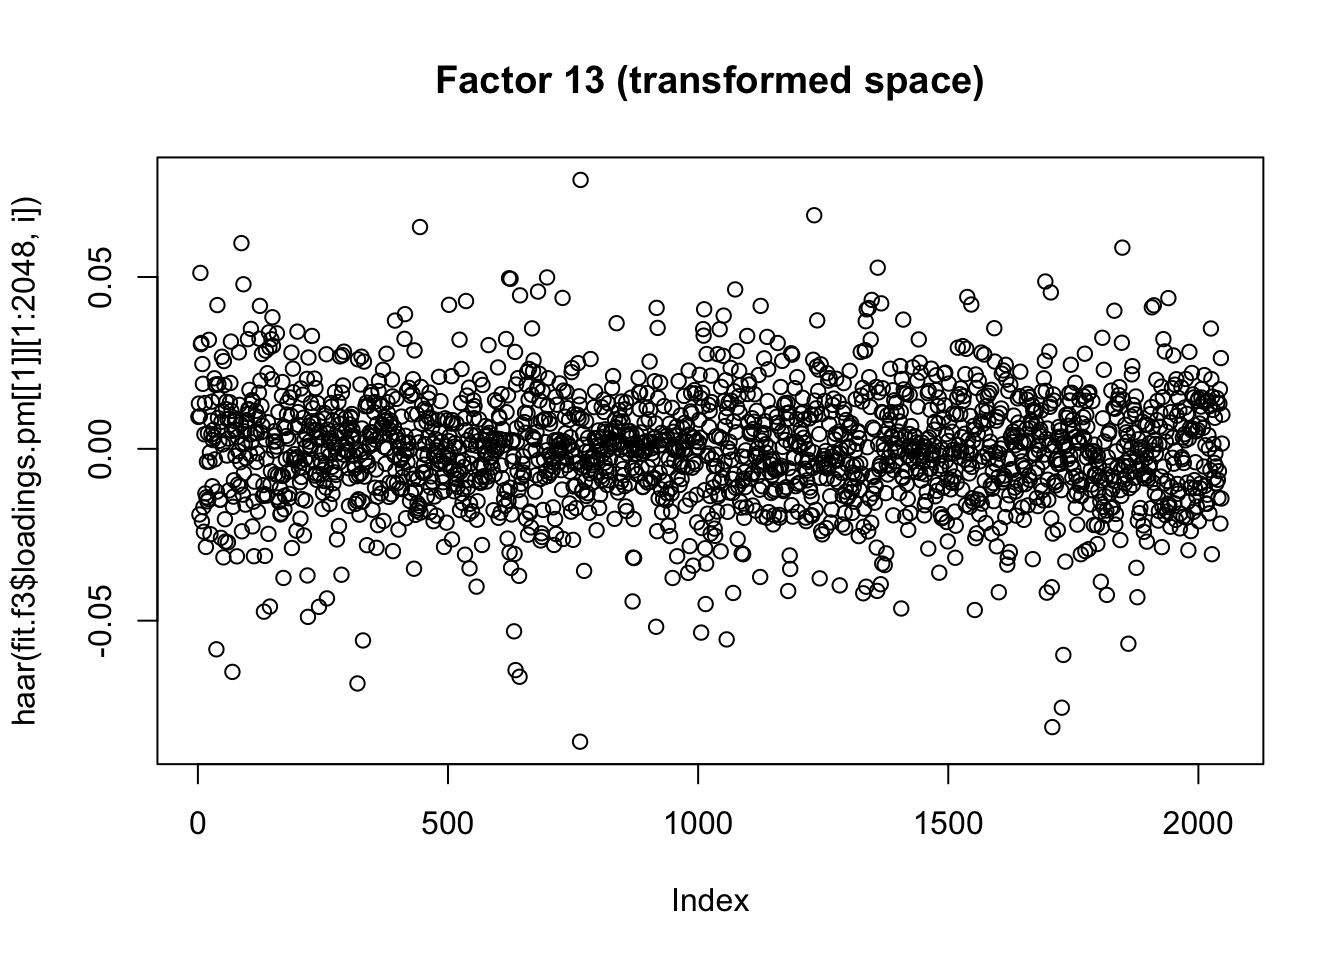 Factor 13 (transformed space)
haar(fit.f3$loadings.pm[[1]][1:2048, i])
0.05
0.00
-0.05
0 500 1000 1500 2000
Index